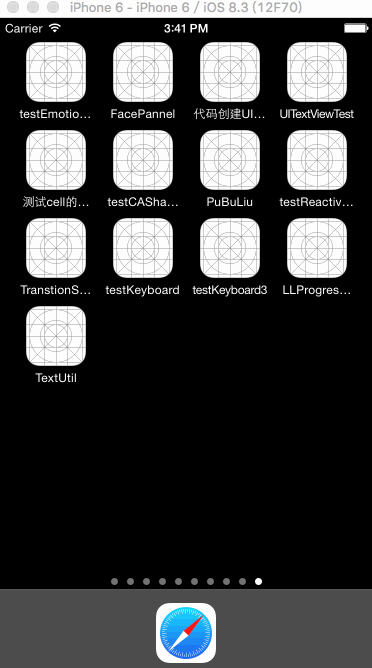 iPhone 6 - iPhone 6 / iOS 8.3 (12F70)
Carrier 3:41 PM
testEmotio... FacePannel 代码创建UI... UITextViewTest
测试cell的... testCASha... PuBuLiu testReactiv...
TranstionS... testKeyboard testKeyboard3 LLProgres...
TextUtil